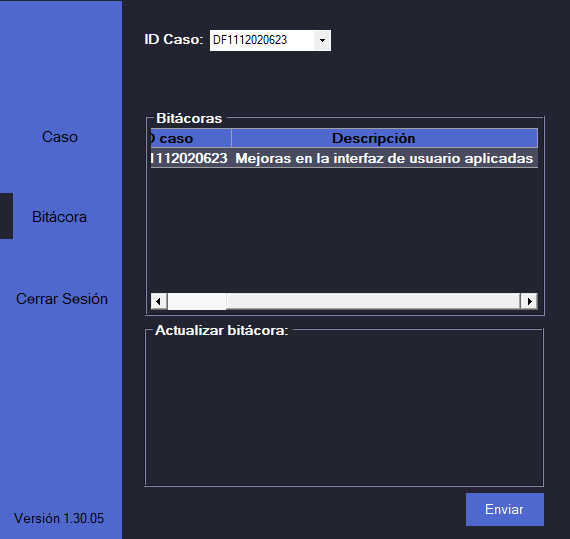 ID Caso: DF1112020623
Caso
Bitácora
Cerrar Sesión
Versión 1.30.05
Bitácoras
caso Descripción
1112020623 Mejoras en la interfaz de usuario aplicadas
Actualizar bitácora:
Enviar